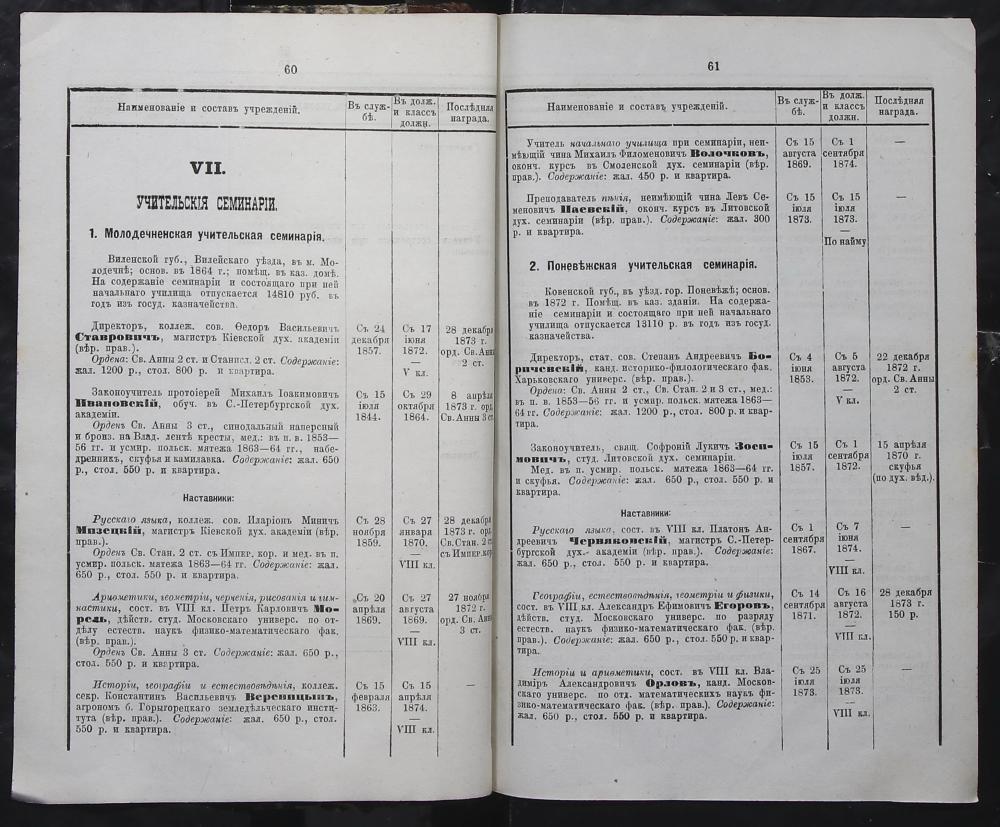 60
Наименованіе и составъ учрежденій.
Въ служ-
бѣ.
Въ долж.
и классъ
должн.
Послѣдняя
награда.
VII.
УЧИТЕЛЬСКІЯ СЕМИНАРІИ.
1. Молодечненская учительская семинарія.
Виленской губ., Вилейскаго уѣзда, въ м. Мо-
лодечнѣ; основ. въ 1864 г.; помѣщ. въ каз. домѣ.
На содержаніе семинаріи и состоящаго при ней
начальнаго училища отпускается 14810 руб. въ
годъ изъ госуд. казначейства.
Директоръ, коллеж. сов. Ѳедоръ Васильевичъ
Ставровичъ, магистръ Кіевской дух. академіи
(вѣр. прав.).
Ордена: Св. Анны 2 ст. и Станисл. 2 ст. Содержаніе:
жал. 1200 р., стол. 800 р. и квартира.
Съ 24
декабря
1857.
Съ 17
іюня
1872.
—
V кл.
28 декабря
1873 г.
орд. Св. Анны
2 ст.
Законоучитель протоіерей Михаилъ Іоакимовичъ
Ивановскій, обуч. въ С.-Петербургской дух.
академіи.
Орденъ Св. Анны 3 ст., синодальный наперсный
и бронз. на Влад. лентѣ кресты, мед.: въ п. в. 1853—
56 гг. и усмир. польск. мятежа 1863—64 гг., набе-
дренникъ, скуфья и камилавка. Содержаніе: жал. 650
р., стол. 550 р. и квартира.
Съ 15
іюля
1844.
Съ 29
октября
1864.
8 апрѣля
1873 г. орд.
Св. Анны 3 ст.
Наставники:
Русскаго языка, коллеж. сов. Иларіонъ Миничъ
Мизецкій, магистръ Кіевской дух. академіи (вѣр.
прав.).
Орденъ Св. Стан. 2 ст. съ Импер. кор. и мед. въ п.
усмир. польск. мятежа 1863—64 гг. Содержаніе: жал.
650 р., стол. 550 р. и квартира.
Съ 28
ноября
1859.
Съ 27
января
1870.
—
VIII кл.
28 декабря
1873 г. орд.
Св. Стан. 2 ст.
съ Импер. кор.
Ариѳметики, геометріи, черченія, рисованія и гим-
настики, сост. въ VIII кл. Петръ Карловичъ Мо-
рель, дѣйств. студ. Московскаго универс. по от-
дѣлу естеств. наукъ физико-математическаго фак.
(вѣр. прав.).
Орденъ Св. Анны 3 ст. Содержаніе: жал. 650 р.,
стол. 550 р. и квартира.
Съ 20
апрѣля
1869.
Съ 27
августа
1869.
—
VIII кл.
27 ноября
1872 г.
орд. Св. Анны
3 ст.
Исторіи, географіи и естествовѣдѣнія, коллеж.
секр. Константинъ Васильевичъ Веревицынъ,
агрономъ б. Горыгорецкаго земледѣльческаго инсти-
тута (вѣр. прав.). Содержаніе: жал. 650 р., стол.
550 р. и квартира.
Съ 15
февраля
1863.
Съ 15
апрѣля
1874.
—
VIII кл.
—
61
Наименованіе и составъ учрежденій.
Въ служ-
бѣ.
Въ долж.
и классъ
должн.
Послѣдняя
награда.
Учитель начальнаго училища при семинаріи, неи-
мѣющій чина Михаилъ Филоменовичъ Волочковъ,
оконч. курсъ въ Смоленской дух. семинаріи (вѣр.
прав.). Содержаніе: жал. 450 р. и квартира.
Съ 15
августа
1869.
Съ 1
сентября
1874.
—
Преподаватель пѣнія, неимѣющій чина Левъ Се-
меновичъ Паевскій, оконч. курсъ въ Литовской
дух. семинаріи (вѣр. прав.). Содержаніе: жал. 300
р. и квартира.
Съ 15
іюля
1873.
Съ 15
іюля
1873.
—
По найму
—
2. Поневѣжская учительская семинарія.
Ковенской губ., въ уѣзд. гор. Поневѣжѣ; основ.
въ 1872 г. Помѣщ. въ каз. зданіи. На содержа-
ніе семинаріи и состоящаго при ней начальнаго
училища отпускается 13110 р. въ годъ изъ госуд.
казначейства.
Директоръ, стат. сов. Степанъ Андреевичъ Бо-
ричевскій, канд. историко-филологическаго фак.
Харьковскаго универс. (вѣр. прав.).
Ордена: Св. Анны 2 ст., Св. Стан. 2 и 3 ст., мед.:
въ п. в. 1853—56 гг. и усмир. польск. мятежа 1863—
64 гг. Содержаніе: жал. 1200 р., стол. 800 р. и квар-
тира.
Съ 4
іюня
1853.
Съ 5
августа
1872.
—
V кл.
22 декабря
1872 г.
орд. Св. Анны
2 ст.
Законоучитель, свящ. Софроній Лукичъ Зоси-
мовичъ, студ. Литовской дух. семинаріи.
Мед. въ п. усмир. польск. мятежа 1863—64 гг.
и скуфья. Содержаніе: жал. 650 р., стол. 550 р. и
квартира.
Съ 15
іюля
1857.
Съ 1
сентября
1872.
15 апрѣля
1870 г.
скуфья
(по дух. вѣд.).
Наставники:
Русскаго языка, сост. въ VIII кл. Платонъ Ан-
дреевичъ Черняковскій, магистръ С.-Петер-
бургской дух. академіи (вѣр. прав.). Содержаніе:
жал. 650 р., стол. 550 р. и квартира.
Съ 1
сентября
1867.
Съ 7
іюня
1874.
—
VIII кл.
—
Географіи, естествовѣдѣнія, геометріи и физики,
сост. въ VIII кл. Александръ Ефимовичъ Егоровъ,
дѣйств. студ. Московскаго универс. по разряду
естеств. наукъ физико-математическаго фак. (вѣр.
прав.). Содержаніе: жал. 650 р., стол. 550 р. и квар-
тира.
Съ 14
сентября
1871.
Съ 16
августа
1872.
—
VIII кл.
28 декабря
1873 г.
150 р.
Исторіи и ариѳметики, сост. въ VIII кл. Вла-
диміръ Александровичъ Орловъ, канд. Москов-
скаго универс. по отд. математическихъ наукъ фи-
зико-математическаго фак. (вѣр. прав.). Содержаніе:
жал. 650 р., стол. 550 р. и квартира.
Съ 25
іюля
1873.
Съ 25
іюля
1873.
—
VIII кл.
—